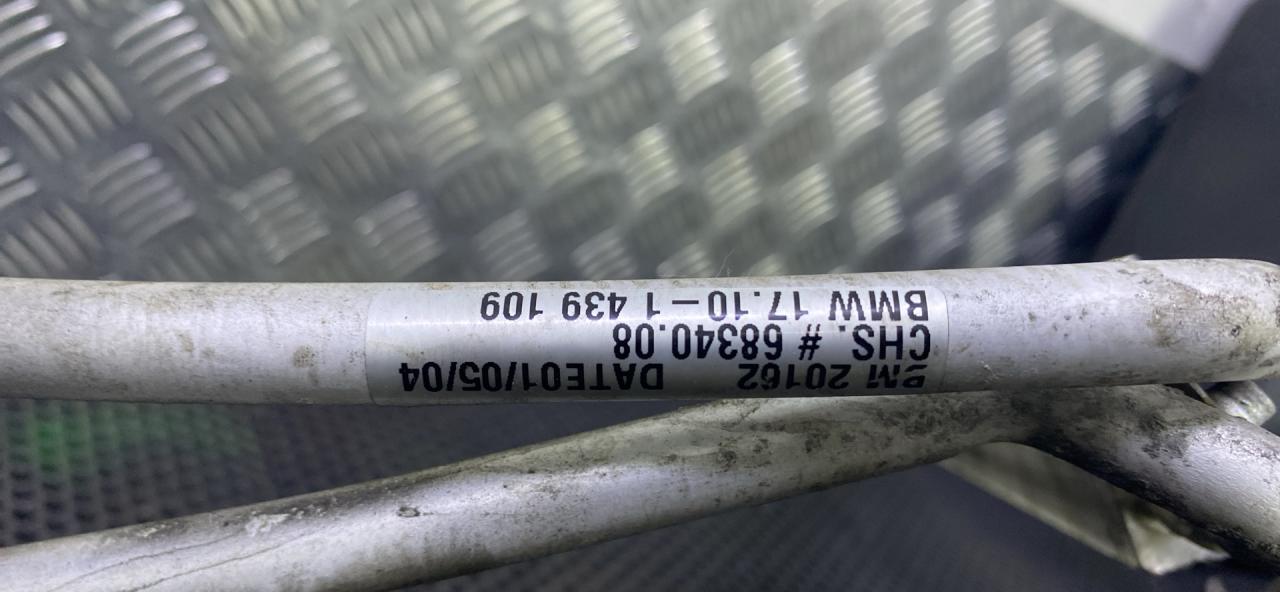 20162 DATE01/05/04
CHS. # 68340.08
BMW 17.10–1 439 109